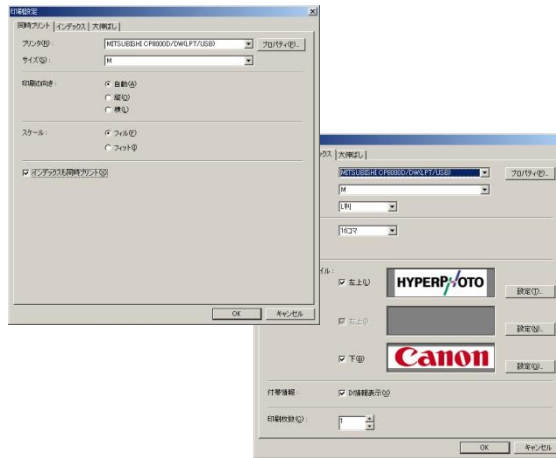 印刷設定
同時プリント インデックス 大伸ばし
プリンタ(R): MITSUBISHI CP8000D/DW(LPT/USB) プロパティ(P)...
サイズ(S): M
印刷の向き: 自動(A)
縦(O)
横(L)
スケール: フィル(E)
フィット(I)
インデックスも同時プリント(X)
OK キャンセル
大伸ばし
MITSUBISHI CP8000D/DW(LPT/USB) プロパティ(P)...
M
L判
16コマ
左上(L) HYPERPHOTO 設定(T)...
右上 設定(N)...
下(B) Canon 設定
付帯情報: 情報表示
印刷枚数(C): 1
OK キャンセル